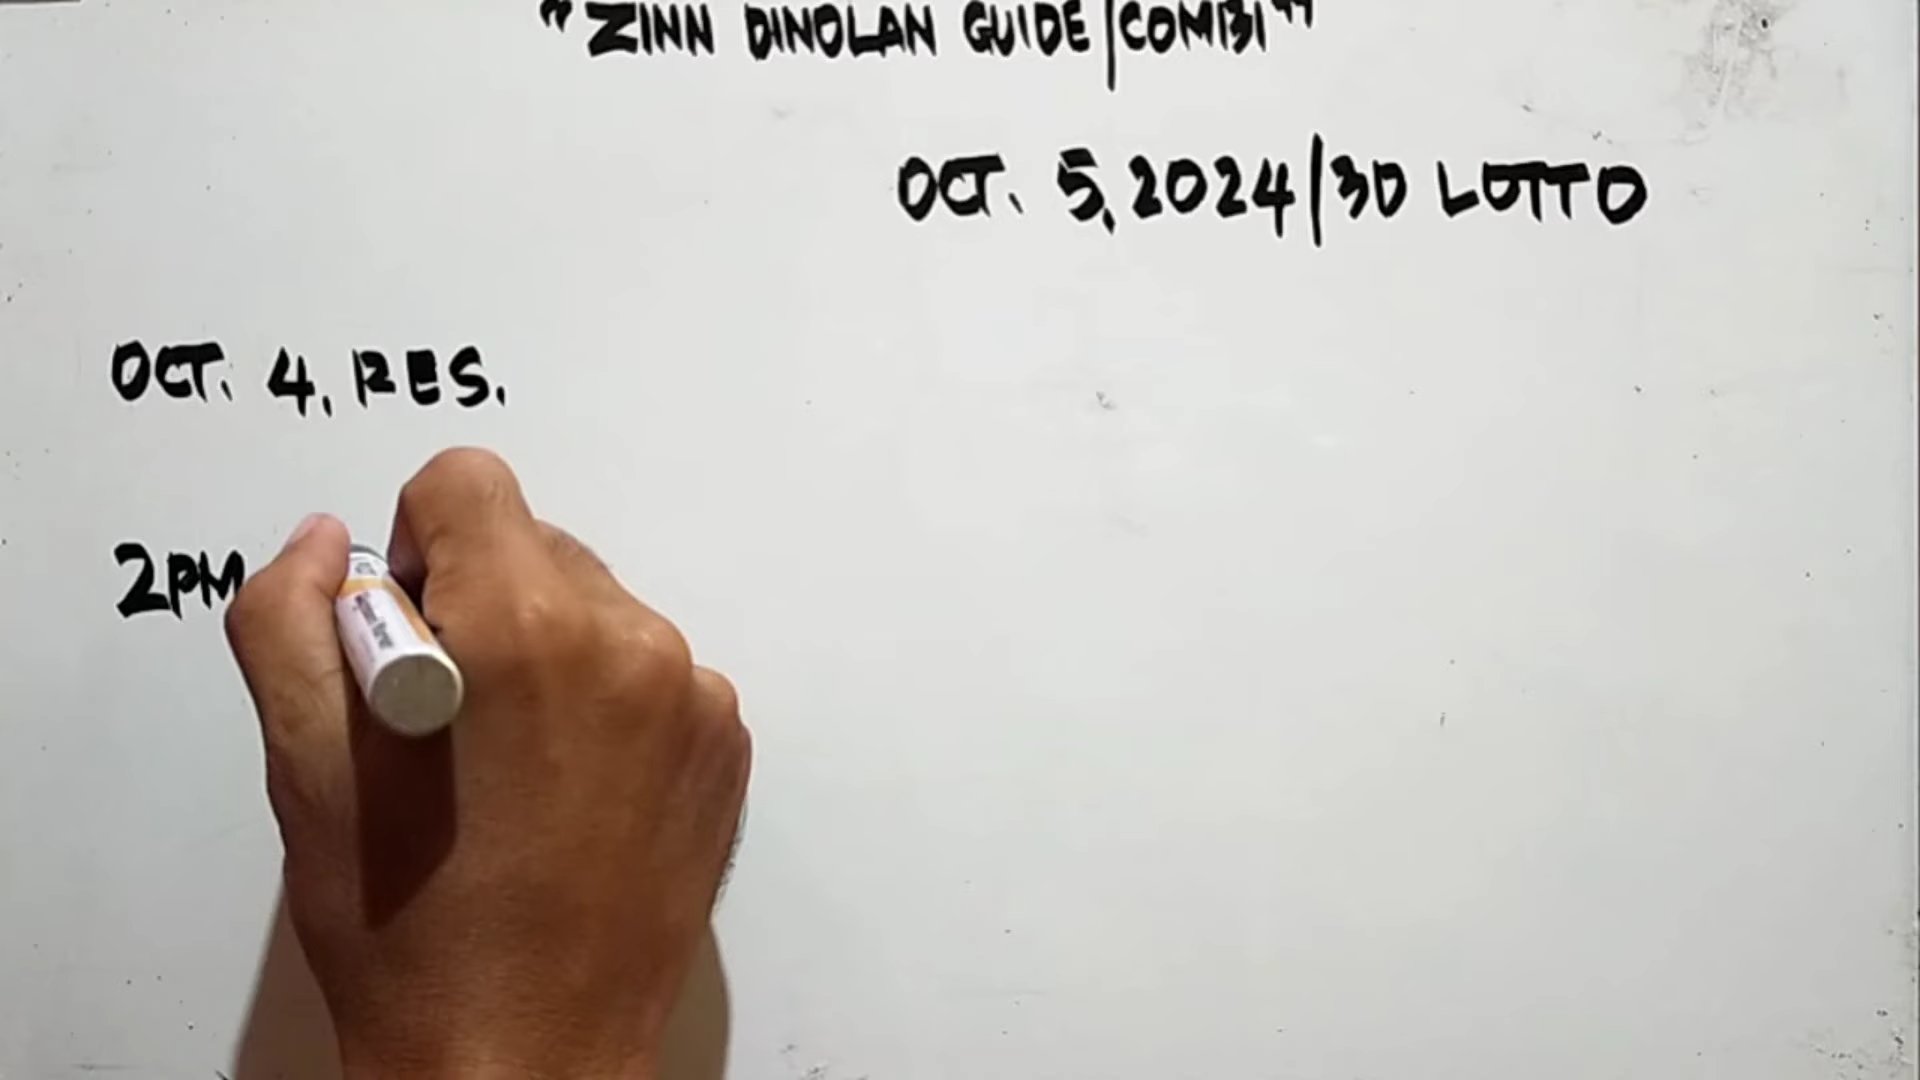 "ZINN DINOLAN GUIDE/COMBI"
OCT. 5, 2024/3D LOTTO
OCT. 4, RES.
2PM